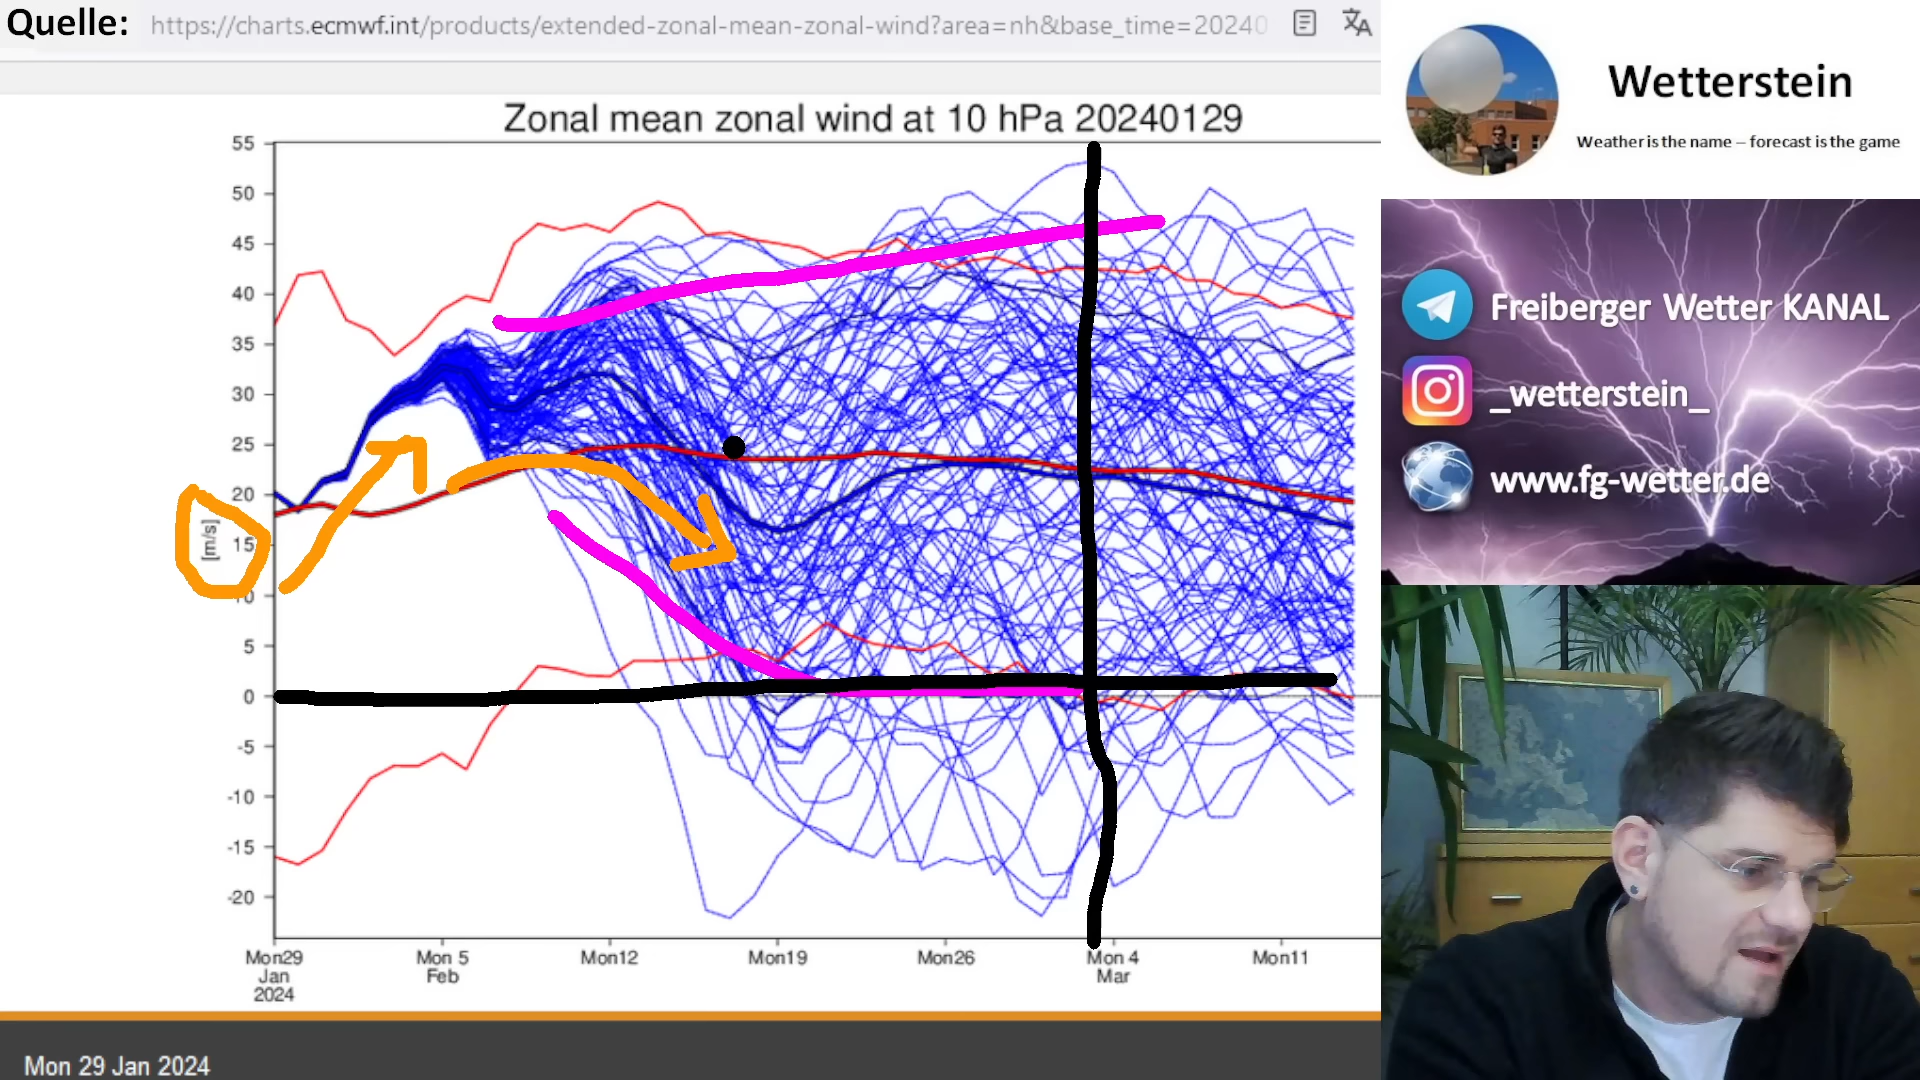 Quelle:
https://charts.ecmwf.int/products/extended-zonal-mean-zonal-wind?area=nh&base_time=20240
Zonal mean zonal wind at 10 hPa 20240129
55
50
45
40
35
30
25
20
15
10
5
0
-5
-10
-15
-20
[m/s]
Mon29 Mon 5 Mon12 Mon19 Mon26 Mon 4 Mon11
Jan Feb Mar
2024
Mon 29 Jan 2024
Wetterstein
Weather is the name – forecast is the game
Freiberger Wetter KANAL
_wetterstein_
www.fg-wetter.de